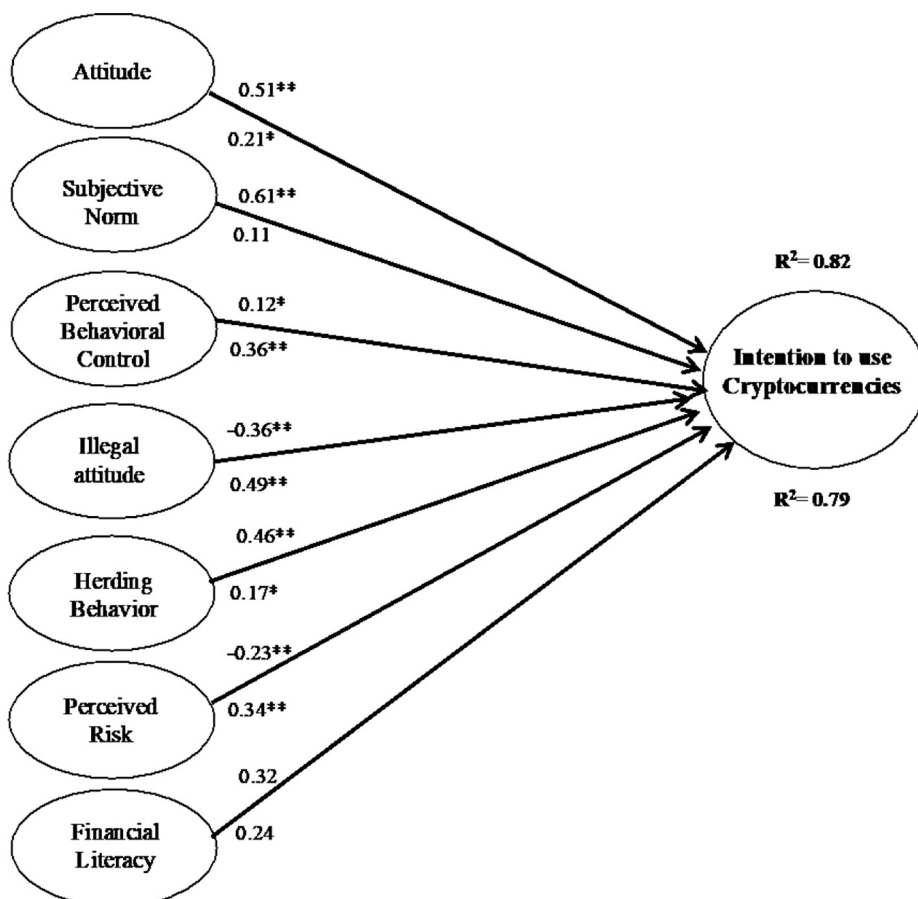 Attitude
0.51**
0.21*
Subjective
Norm
0.61**
0.11
Perceived
Behavioral
Control
0.12*
0.36**
Illegal
attitude
-0.36**
0.49**
Herding
Behavior
0.46**
0.17*
Perceived
Risk
-0.23**
0.34**
Financial
Literacy
0.32
0.24
R²= 0.82
Intention to use
Cryptocurrencies
R²= 0.79